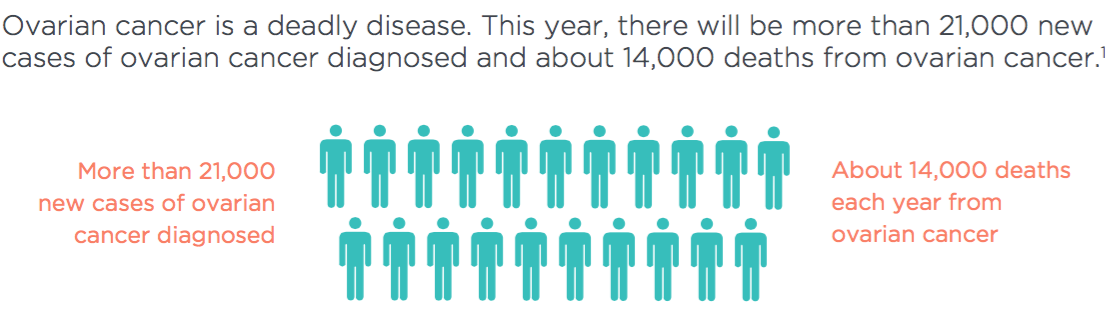 Ovarian cancer is a deadly disease. This year, there will be more than 21,000 new
cases of ovarian cancer diagnosed and about 14,000 deaths from ovarian cancer.¹
More than 21,000
new cases of ovarian
cancer diagnosed
About 14,000 deaths
each year from
ovarian cancer